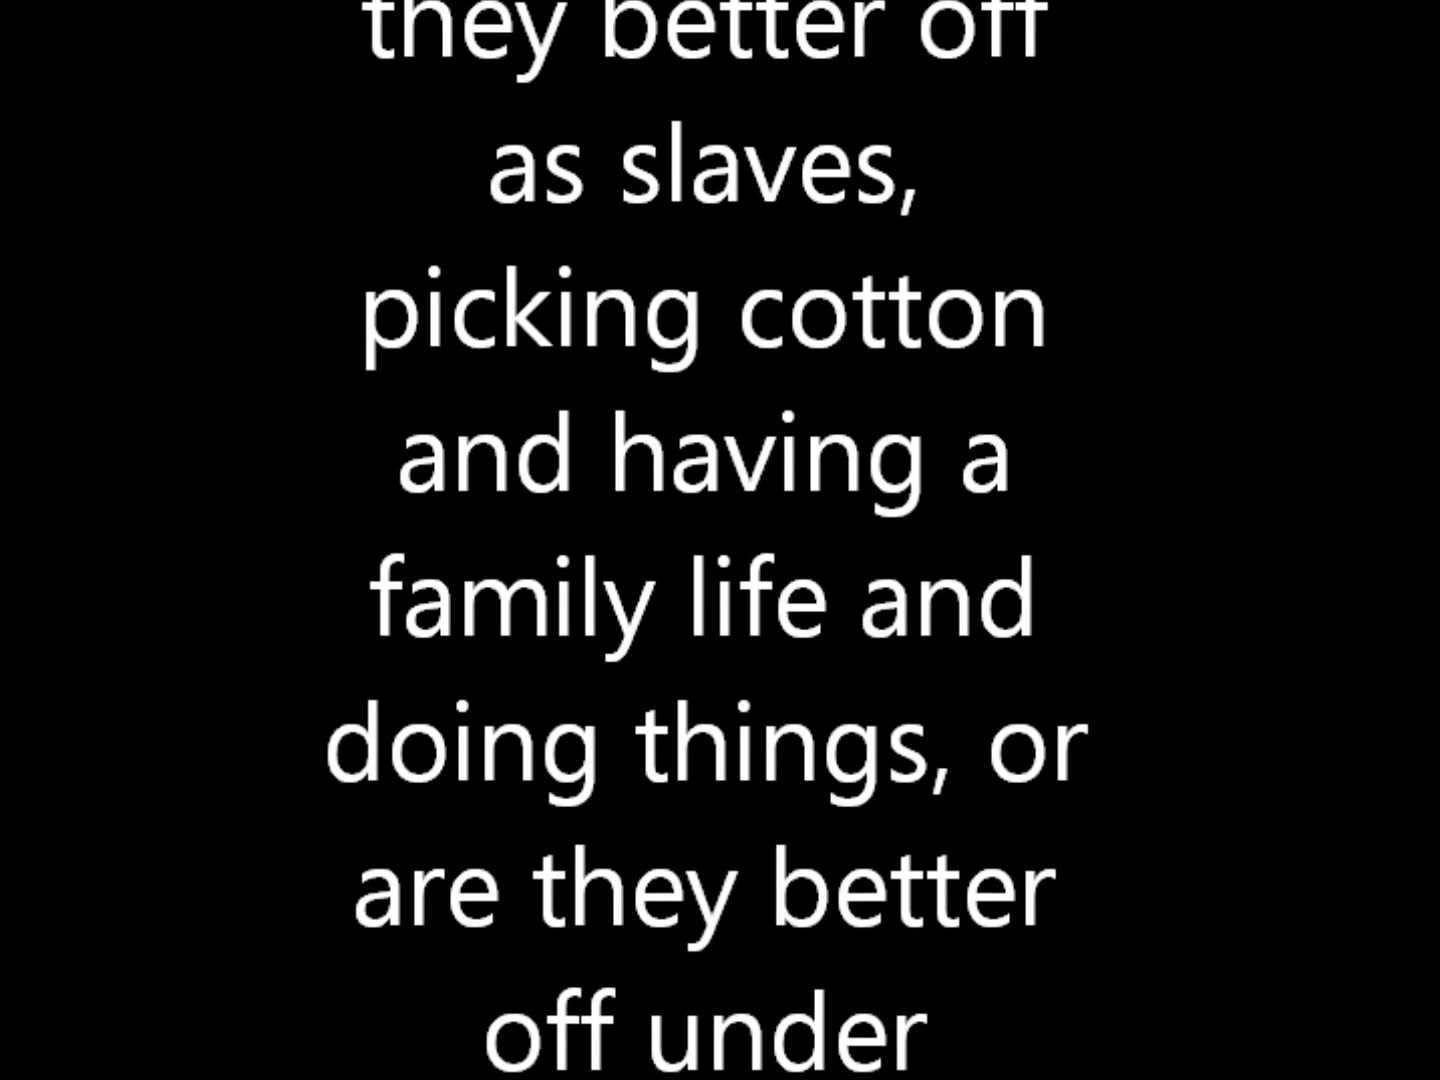 they better off
as slaves,
picking cotton
and having a
family life and
doing things, or
are they better
off under